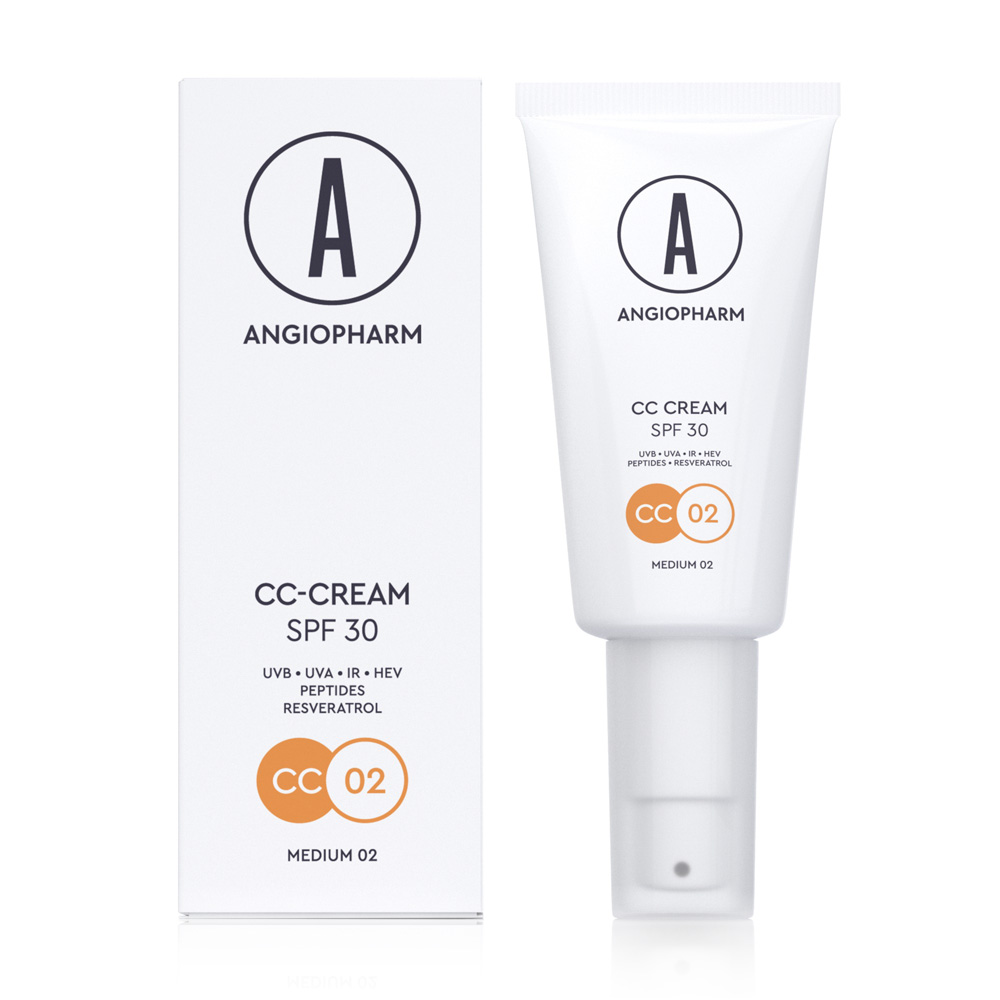 A
ANGIOPHARM
CC-CREAM
SPF 30
UVB • UVA • IR • HEV
PEPTIDES
RESVERATROL
CC 02
MEDIUM 02
A
ANGIOPHARM
CC CREAM
SPF 30
UVB • UVA • IR • HEV
PEPTIDES • RESVERATROL
CC 02
MEDIUM 02